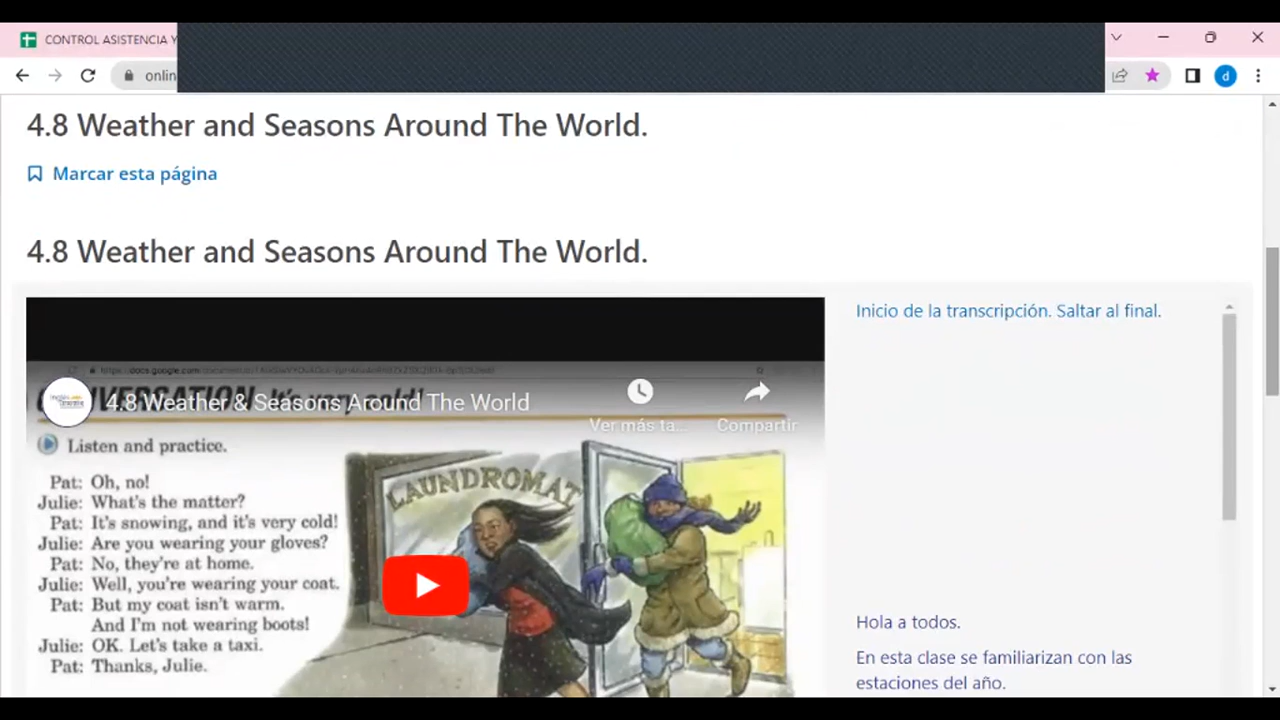 CONTROL ASISTENCIA Y
onlin
d
4.8 Weather and Seasons Around The World.
Marcar esta página
4.8 Weather and Seasons Around The World.
Inicio de la transcripción. Saltar al final.
CONVERSATION It's very cold!
4.8 Weather & Seasons Around The World
Ver más ta...
Compartir
Listen and practice.
LAUNDROMAT
Pat: Oh, no!
Julie: What's the matter?
Pat: It's snowing, and it's very cold!
Julie: Are you wearing your gloves?
Pat: No, they're at home.
Julie: Well, you're wearing your coat.
Pat: But my coat isn't warm.
And I'm not wearing boots!
Julie: OK. Let's take a taxi.
Pat: Thanks, Julie.
Hola a todos.
En esta clase se familiarizan con las
estaciones del año.